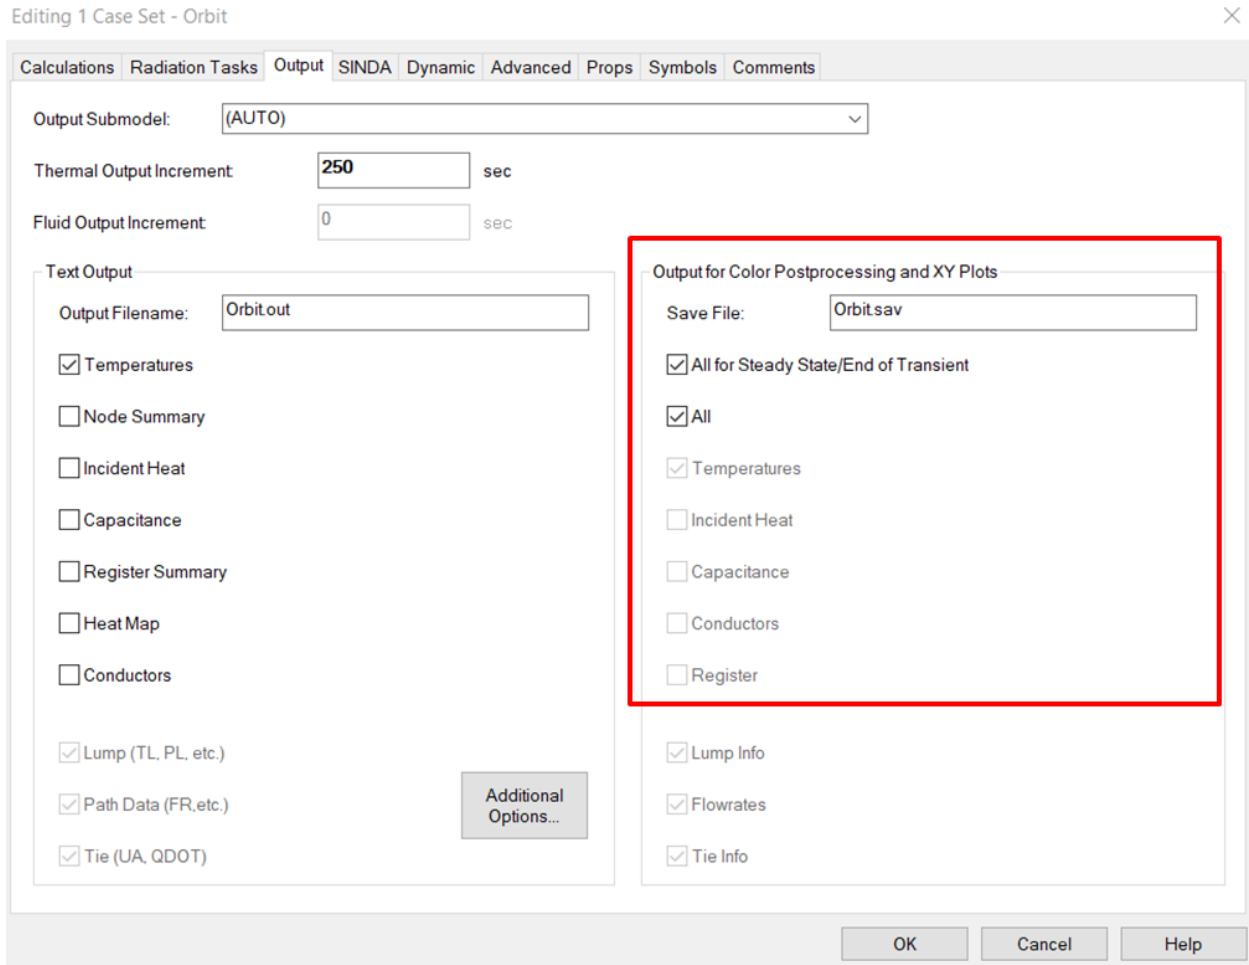 Editing 1 Case Set - Orbit
Calculations Radiation Tasks Output SINDA Dynamic Advanced Props Symbols Comments
Output Submodel: (AUTO)
Thermal Output Increment: 250 sec
Fluid Output Increment: 0 sec
Text Output
Output Filename: Orbit.out
Temperatures
Node Summary
Incident Heat
Capacitance
Register Summary
Heat Map
Conductors
Lump (TL, PL, etc.)
Path Data (FR,etc.)
Tie (UA, QDOT)
Additional
Options...
Output for Color Postprocessing and XY Plots
Save File: Orbit.sav
All for Steady State/End of Transient
All
Temperatures
Incident Heat
Capacitance
Conductors
Register
Lump Info
Flowrates
Tie Info
OK Cancel Help